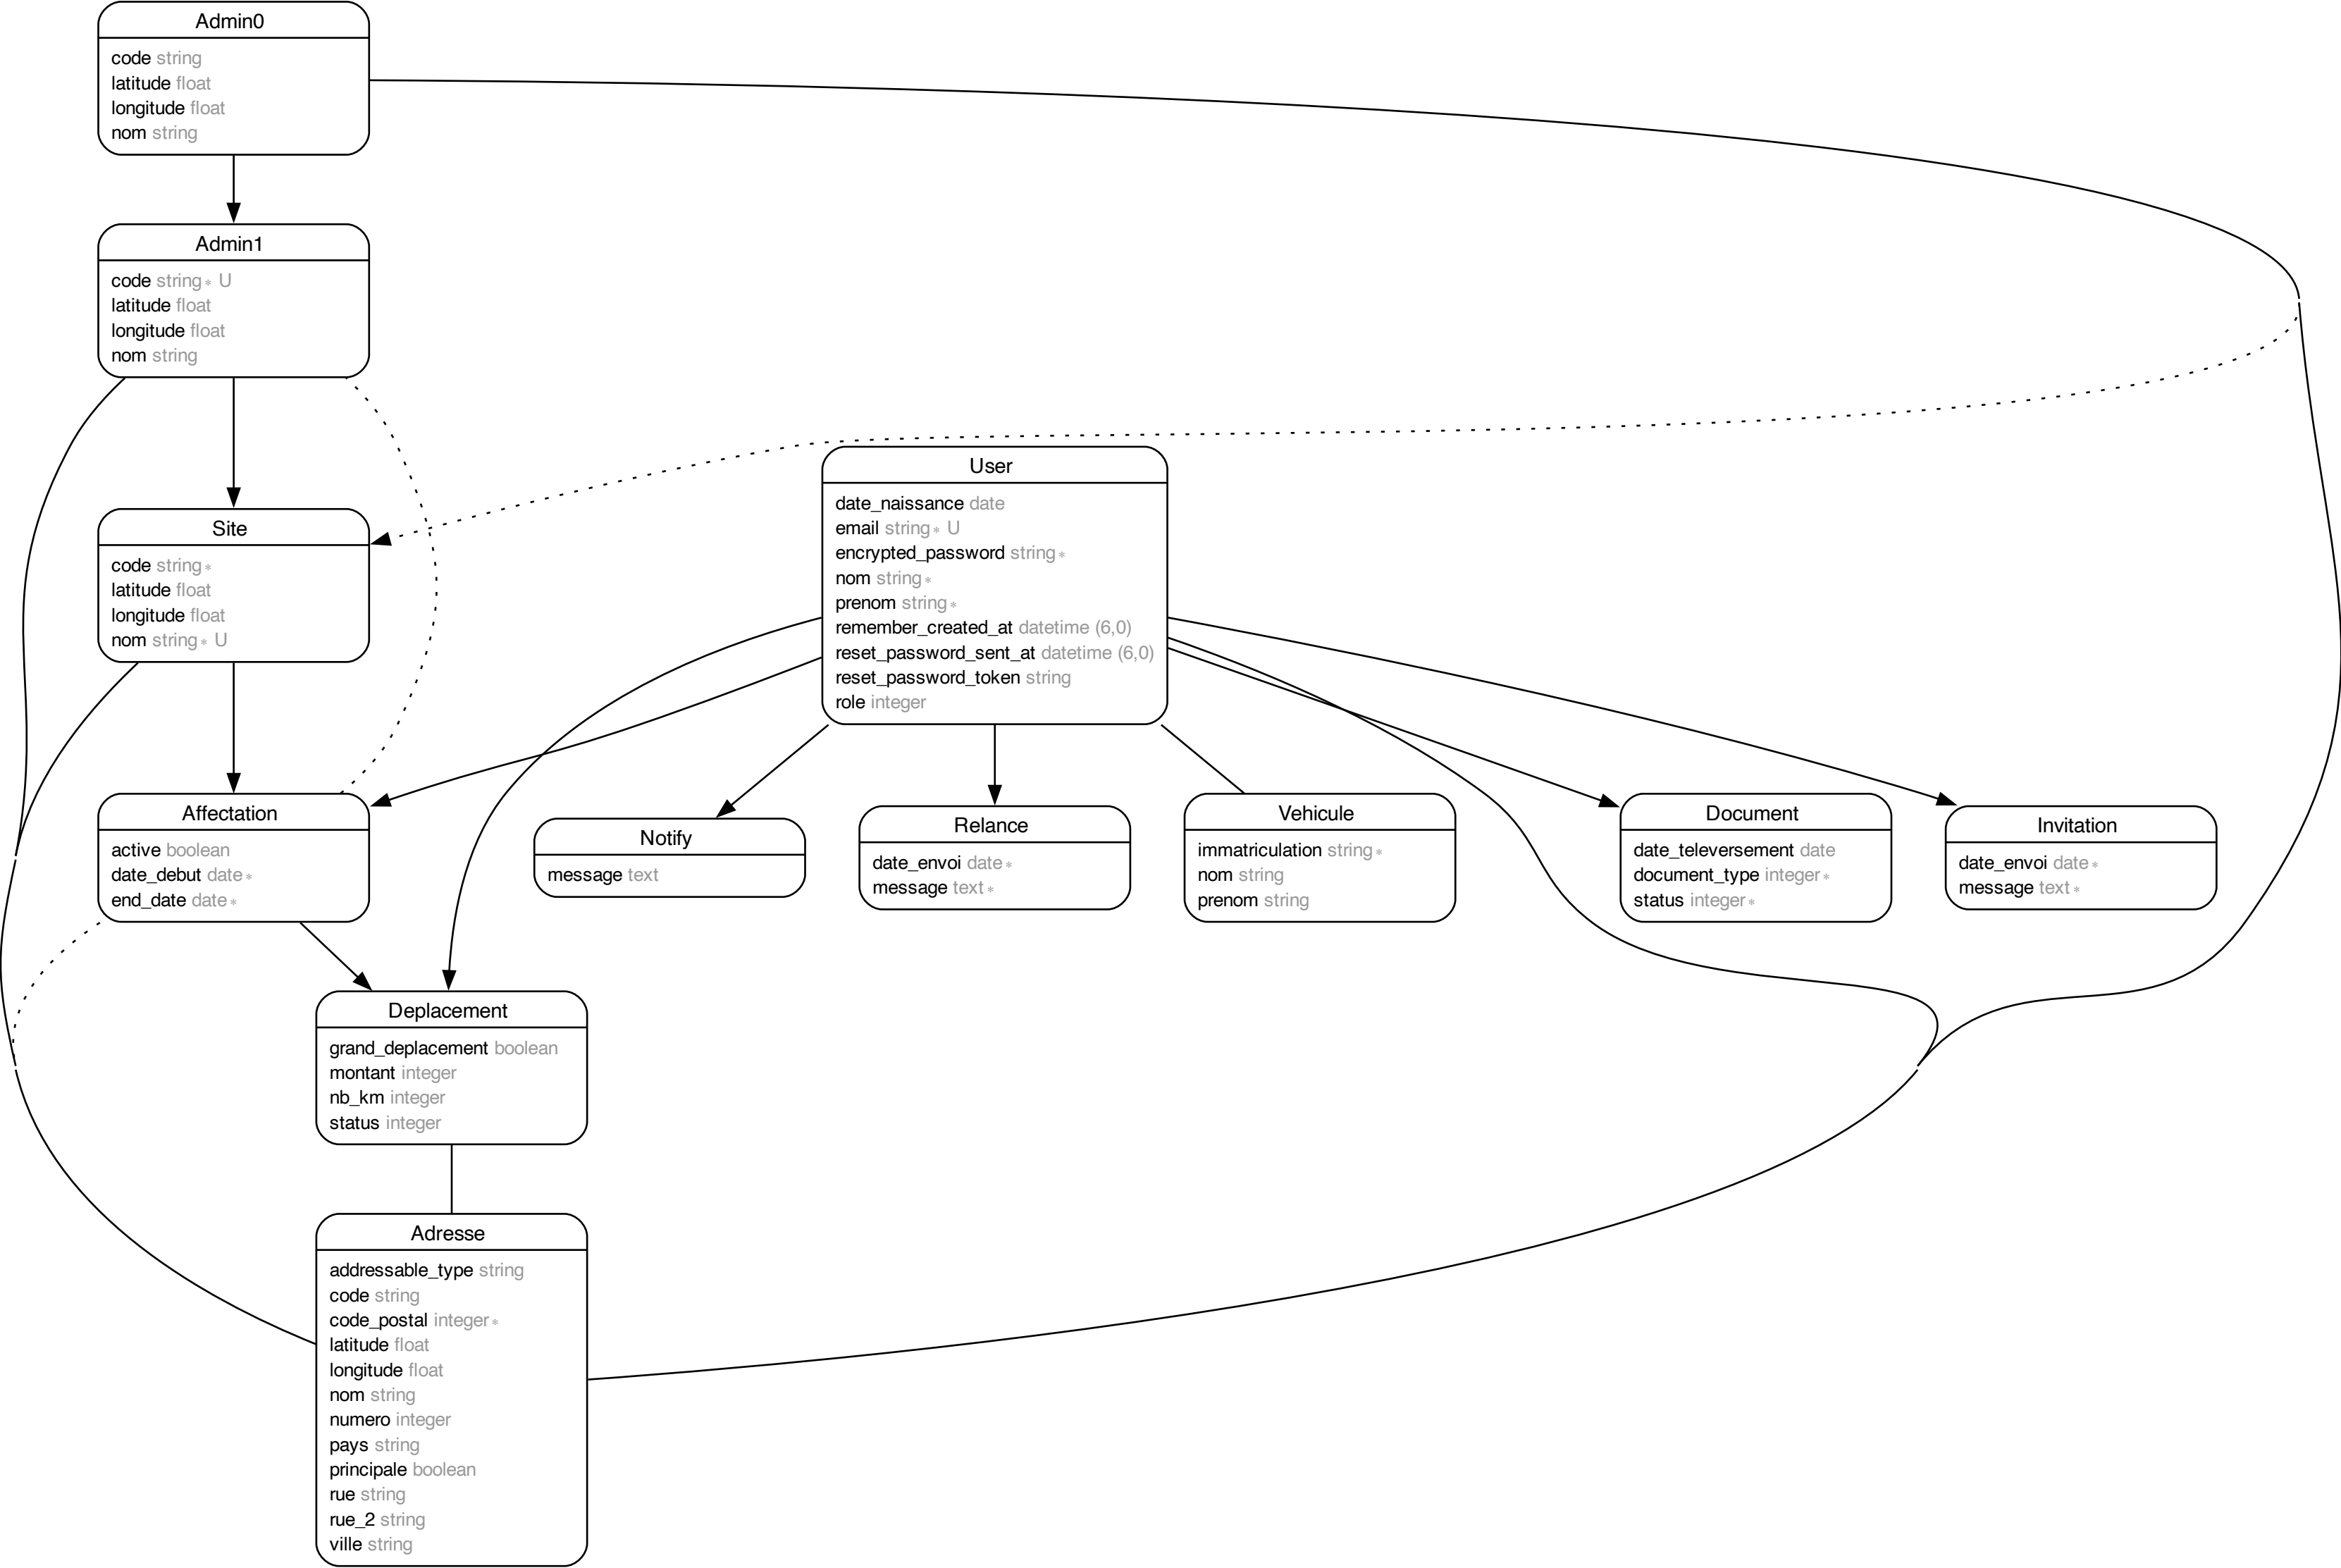 Admin0
code string
latitude float
longitude float
nom string
Admin1
code string∗ U
latitude float
longitude float
nom string
Site
code string∗
latitude float
longitude float
nom string∗ U
User
date_naissance date
email string∗ U
encrypted_password string∗
nom string∗
prenom string∗
remember_created_at datetime (6,0)
reset_password_sent_at datetime (6,0)
reset_password_token string
role integer
Affectation
active boolean
date_debut date∗
end_date date∗
Notify
message text
Relance
date_envoi date∗
message text∗
Vehicule
immatriculation string∗
nom string
prenom string
Document
date_televersement date
document_type integer∗
status integer∗
Invitation
date_envoi date∗
message text∗
Deplacement
grand_deplacement boolean
montant integer
nb_km integer
status integer
Adresse
addressable_type string
code string
code_postal integer∗
latitude float
longitude float
nom string
numero integer
pays string
principale boolean
rue string
rue_2 string
ville string